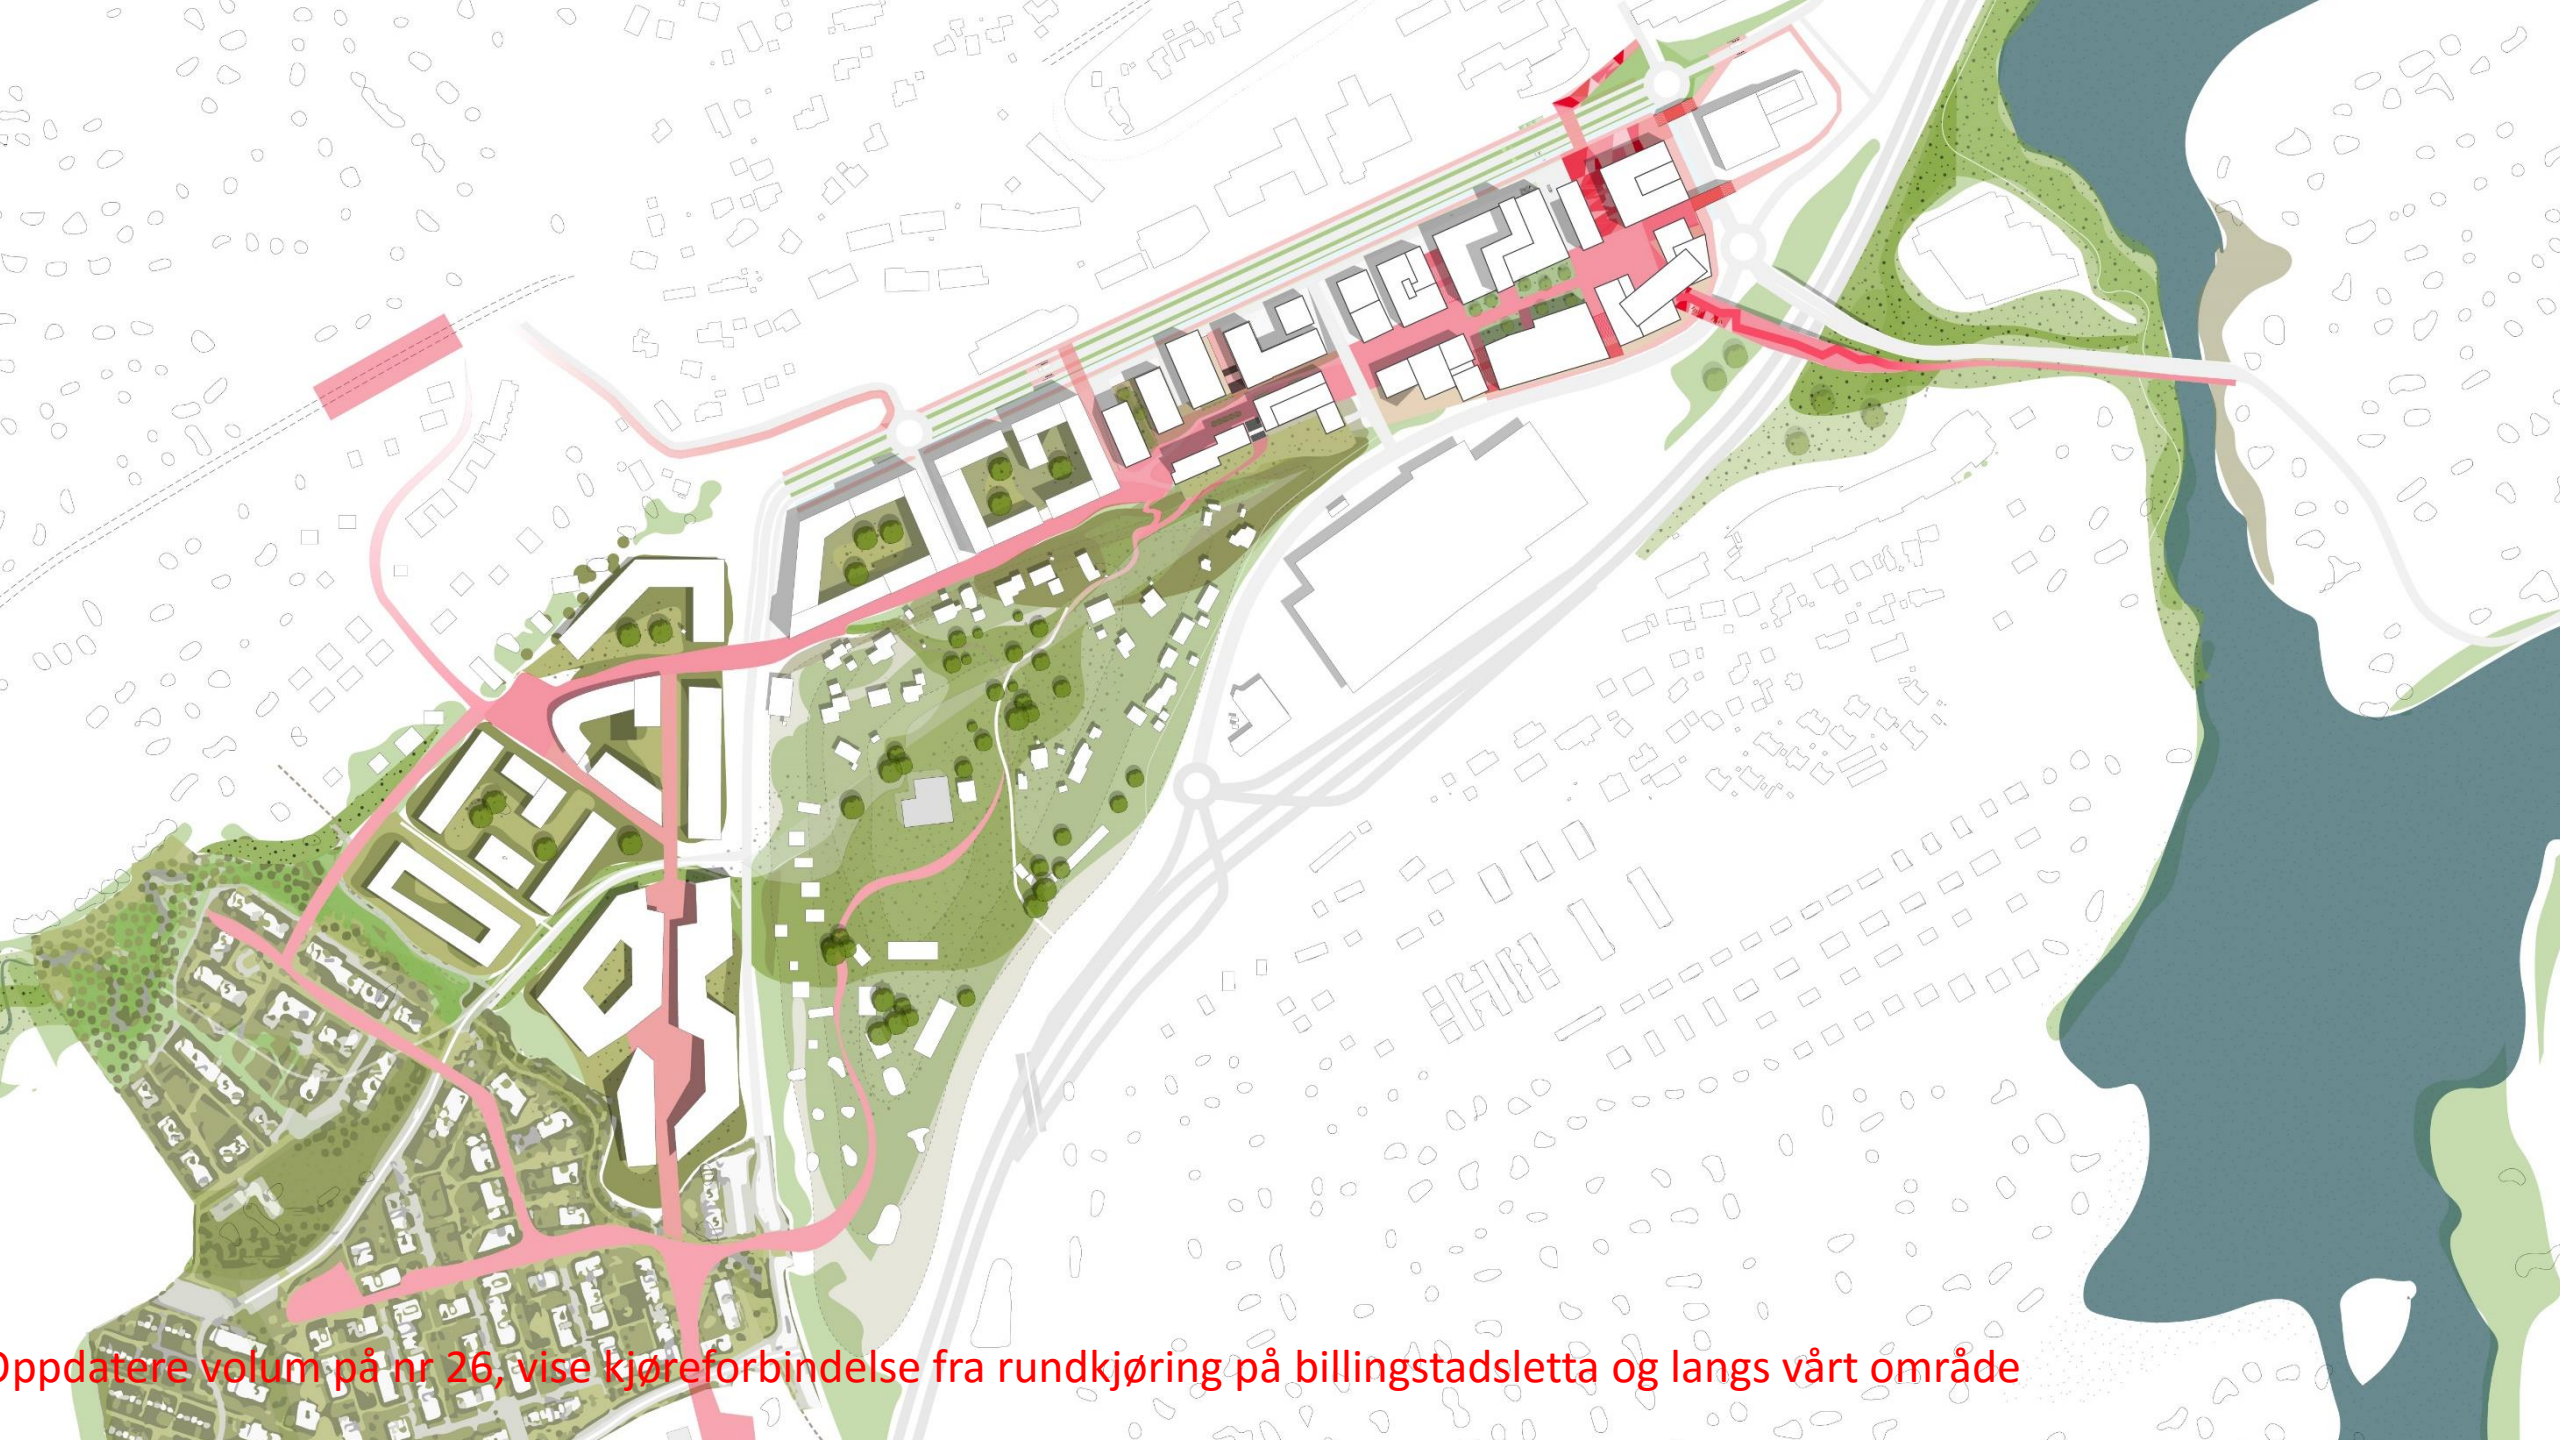 Oppdatere volum på nr 26, vise kjøreforbindelse fra rundkjøring på billingstadsletta og langs vårt område